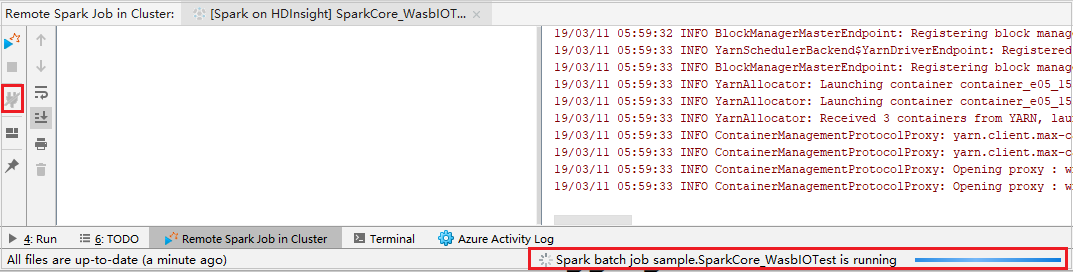 Remote Spark Job in Cluster: [Spark on HDInsight] SparkCore_WasbIOT... ×
19/03/11 05:59:32 INFO BlockManagerMasterEndpoint: Registering block manag
19/03/11 05:59:33 INFO YarnSchedulerBackend$YarnDriverEndpoint: Registered
19/03/11 05:59:33 INFO BlockManagerMasterEndpoint: Registering block manag
19/03/11 05:59:33 INFO YarnAllocator: Launching container container_e05_15
19/03/11 05:59:33 INFO YarnAllocator: Launching container container_e05_15
19/03/11 05:59:33 INFO YarnAllocator: Received 3 containers from YARN, lau
19/03/11 05:59:33 INFO ContainerManagementProtocolProxy: yarn.client.max-c
19/03/11 05:59:33 INFO ContainerManagementProtocolProxy: yarn.client.max-c
19/03/11 05:59:33 INFO ContainerManagementProtocolProxy: Opening proxy : w
19/03/11 05:59:33 INFO ContainerManagementProtocolProxy: Opening proxy : w
4: Run 6: TODO Remote Spark Job in Cluster Terminal Azure Activity Log
All files are up-to-date (a minute ago) Spark batch job sample.SparkCore_WasbIOTest is running